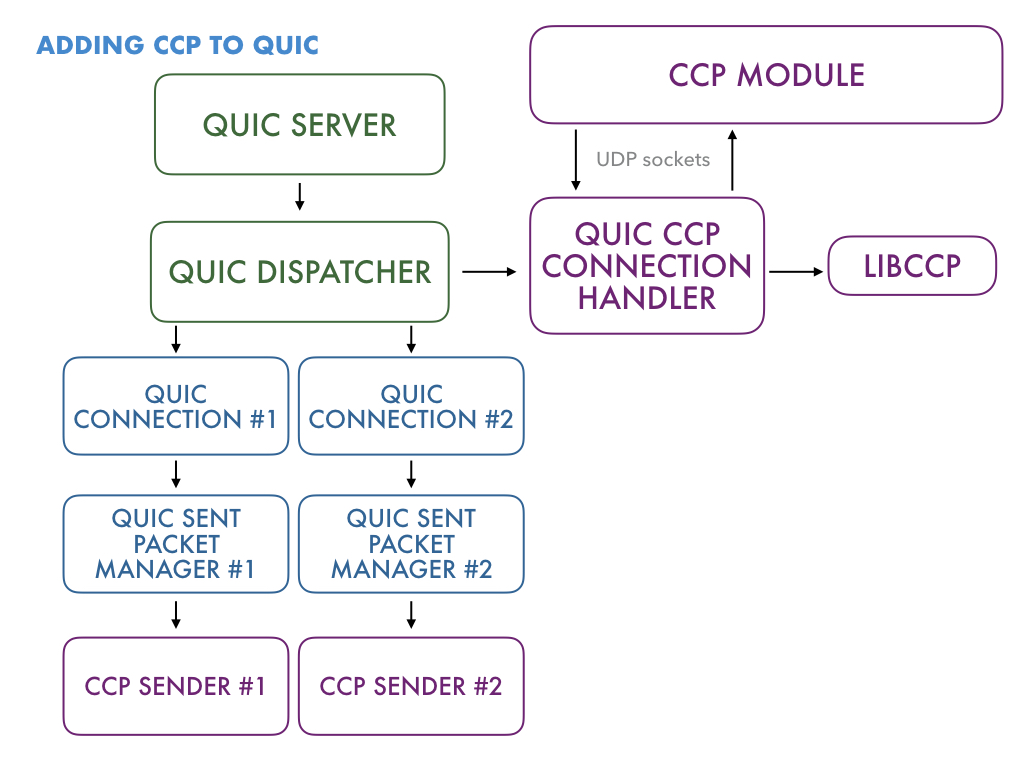 ADDING CCP TO QUIC
CCP MODULE
QUIC SERVER
UDP sockets
QUIC DISPATCHER
QUIC CCP
CONNECTION
HANDLER
LIBCCP
QUIC
CONNECTION #1
QUIC
CONNECTION #2
QUIC SENT
PACKET
MANAGER #1
QUIC SENT
PACKET
MANAGER #2
CCP SENDER #1
CCP SENDER #2